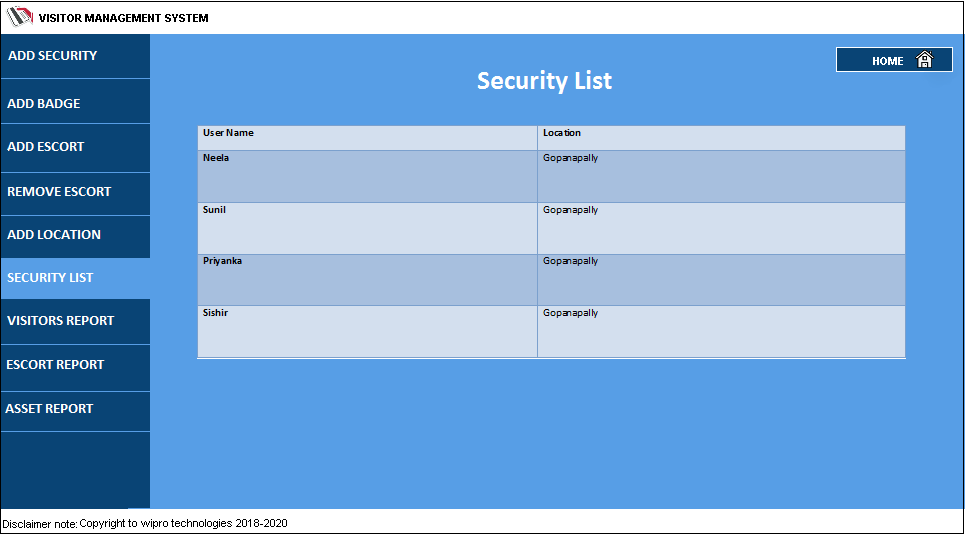 VISITOR MANAGEMENT SYSTEM
ADD SECURITY
ADD BADGE
ADD ESCORT
REMOVE ESCORT
ADD LOCATION
SECURITY LIST
VISITORS REPORT
ESCORT REPORT
ASSET REPORT
HOME
Security List
User Name Location
Neela Gopanapally
Sunil Gopanapally
Priyanka Gopanapally
Sishir Gopanapally
Disclaimer note: Copyright to wipro technologies 2018-2020